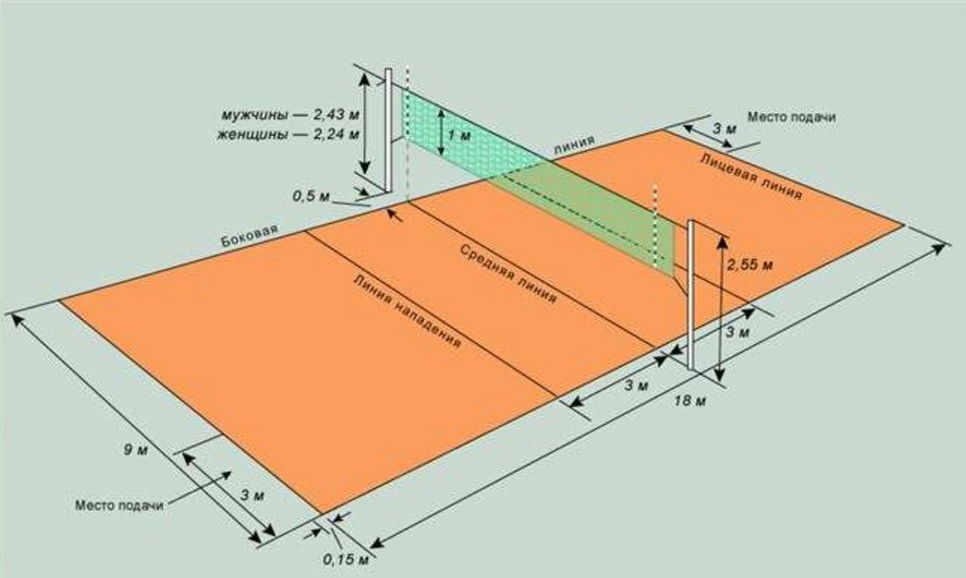 мужчины — 2,43 м
женщины — 2,24 м
1 м
линия
3 м
Место подачи
Лицевая линия
0,5 м
Боковая
Средняя линия
Линия нападения
2,55 м
3 м
3 м
18 м
9 м
3 м
Место подачи
0,15 м